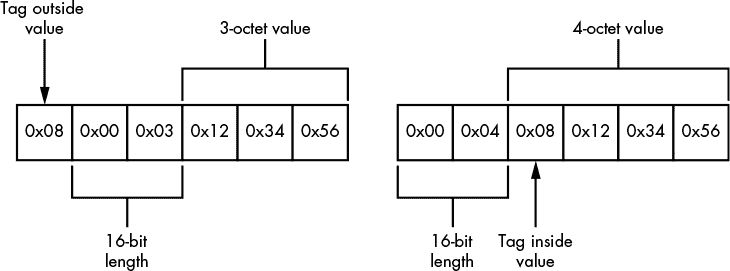 Tag outside
value
3-octet value
4-octet value
0x08 0x00 0x03 0x12 0x34 0x56
0x00 0x04 0x08 0x12 0x34 0x56
16-bit
length
16-bit
length
Tag inside
value